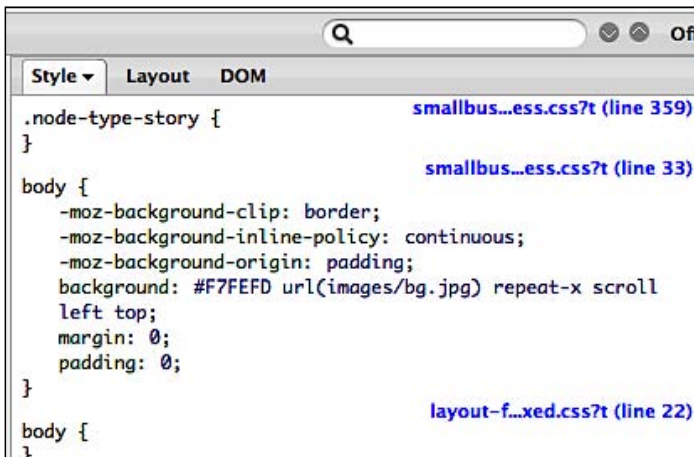 Of
Style ▾ Layout DOM
.node-type-story { smallbus...ess.css?t (line 359)
}
smallbus...ess.css?t (line 33)
body {
-moz-background-clip: border;
-moz-background-inline-policy: continuous;
-moz-background-origin: padding;
background: #F7FEFD url(images/bg.jpg) repeat-x scroll
left top;
margin: 0;
padding: 0;
}
layout-f...xed.css?t (line 22)
body {
}